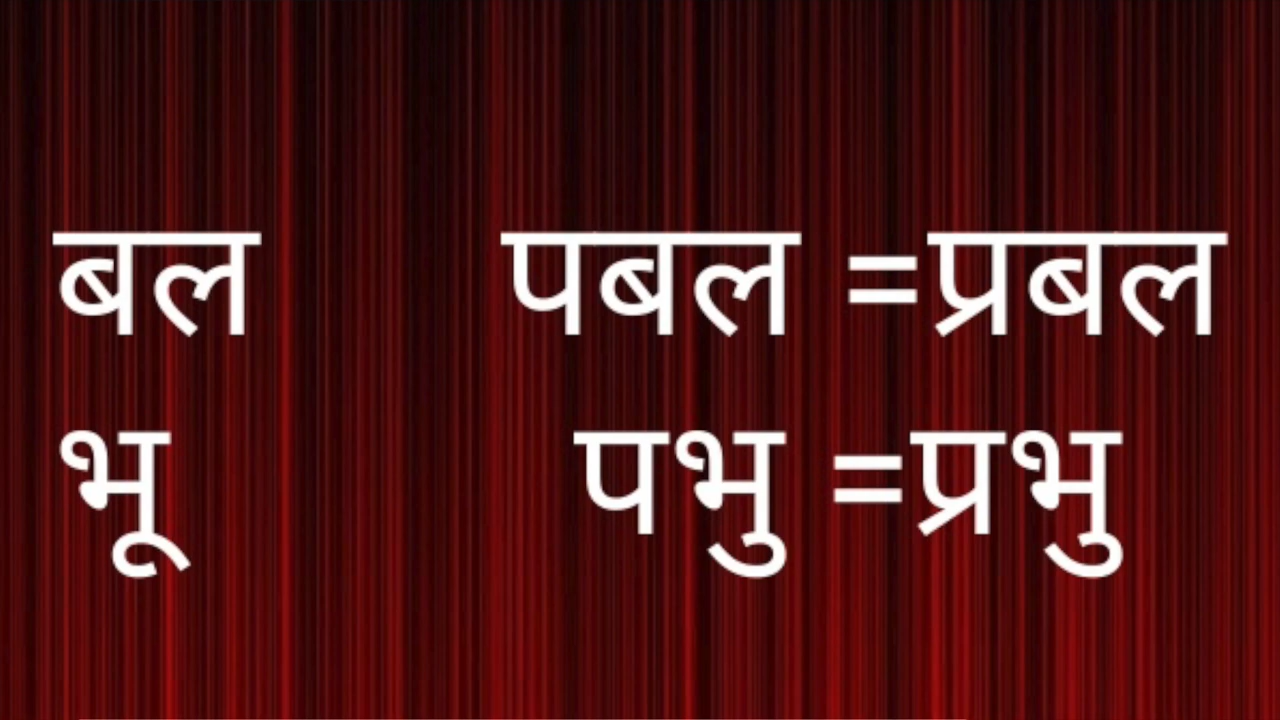 बल पबल =प्रबल
भू पभु =प्रभु